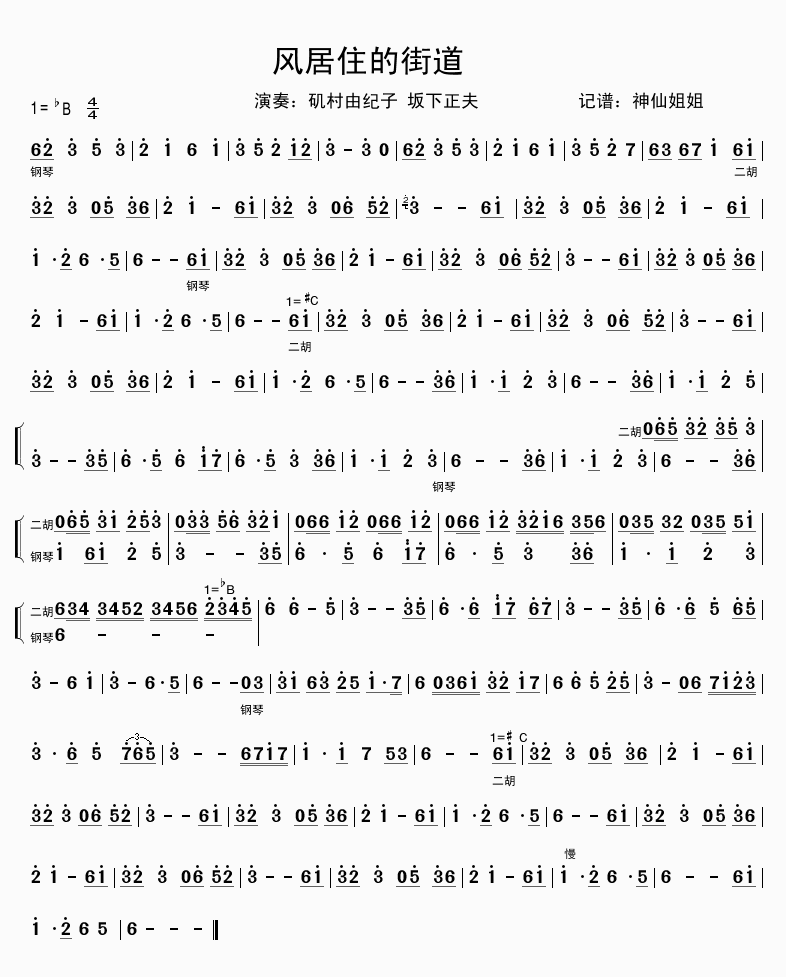 风居住的街道
1=♭B 4/4 演奏：矶村由纪子 坂下正夫 记谱：神仙姐姐
62 3 5 3 | 2 1 6 1 | 3 5 2 12 | 3 – 3 0 | 62 3 5 3 | 2 1 6 1 | 3 5 2 7 | 63 67 1 61 |
钢琴 二胡
32 3 05 36 | 2 1 – 61 | 32 3 06 52 | 3 – – 61 | 32 3 05 36 | 2 1 – 61 |
1 ·2 6 ·5 | 6 – – 61 | 32 3 05 36 | 2 1 – 61 | 32 3 06 52 | 3 – – 61 | 32 3 05 36 |
钢琴
1=♯C
2 1 – 61 | 1 ·2 6 ·5 | 6 – – 61 | 32 3 05 36 | 2 1 – 61 | 32 3 06 52 | 3 – – 61 |
二胡
32 3 05 36 | 2 1 – 61 | 1 ·2 6 ·5 | 6 – – 36 | 1 ·1 2 3 | 6 – – 36 | 1 ·1 2 5 |
二胡 065 32 35 3
3 – – 35 | 6 ·5 6 17 | 6 ·5 3 36 | 1 ·1 2 3 | 6 – – 36 | 1 ·1 2 3 | 6 – – 36
钢琴
二胡 065 31 253 | 033 56 321 | 066 12 066 12 | 066 12 3216 356 | 035 32 035 51
钢琴 1 61 2 5 | 3 – – 35 | 6 · 5 6 17 | 6 · 5 3 36 | 1 · 1 2 3
1=♭B
二胡 634 3452 3456 2345 | 6 6 – 5 | 3 – – 35 | 6 ·6 17 67 | 3 – – 35 | 6 ·6 5 65 |
钢琴 6 – – –
3 – 6 1 | 3 – 6·5 | 6 – –03 | 31 63 25 1·7 | 6 0361 32 17 | 6 6 5 25 | 3 – 06 7123 |
钢琴
1=♯C
3 · 6 5 3 765 | 3 – – 6717 | 1 · 1 7 53 | 6 – – 61 | 32 3 05 36 | 2 1 – 61 |
二胡
32 3 06 52 | 3 – – 61 | 32 3 05 36 | 2 1 – 61 | 1 ·2 6 ·5 | 6 – – 61 | 32 3 05 36 |
慢
2 1 – 61 | 32 3 06 52 | 3 – – 61 | 32 3 05 36 | 2 1 – 61 | 1 ·2 6 ·5 | 6 – – 61 |
1 ·2 6 5 | 6 – – – ‖